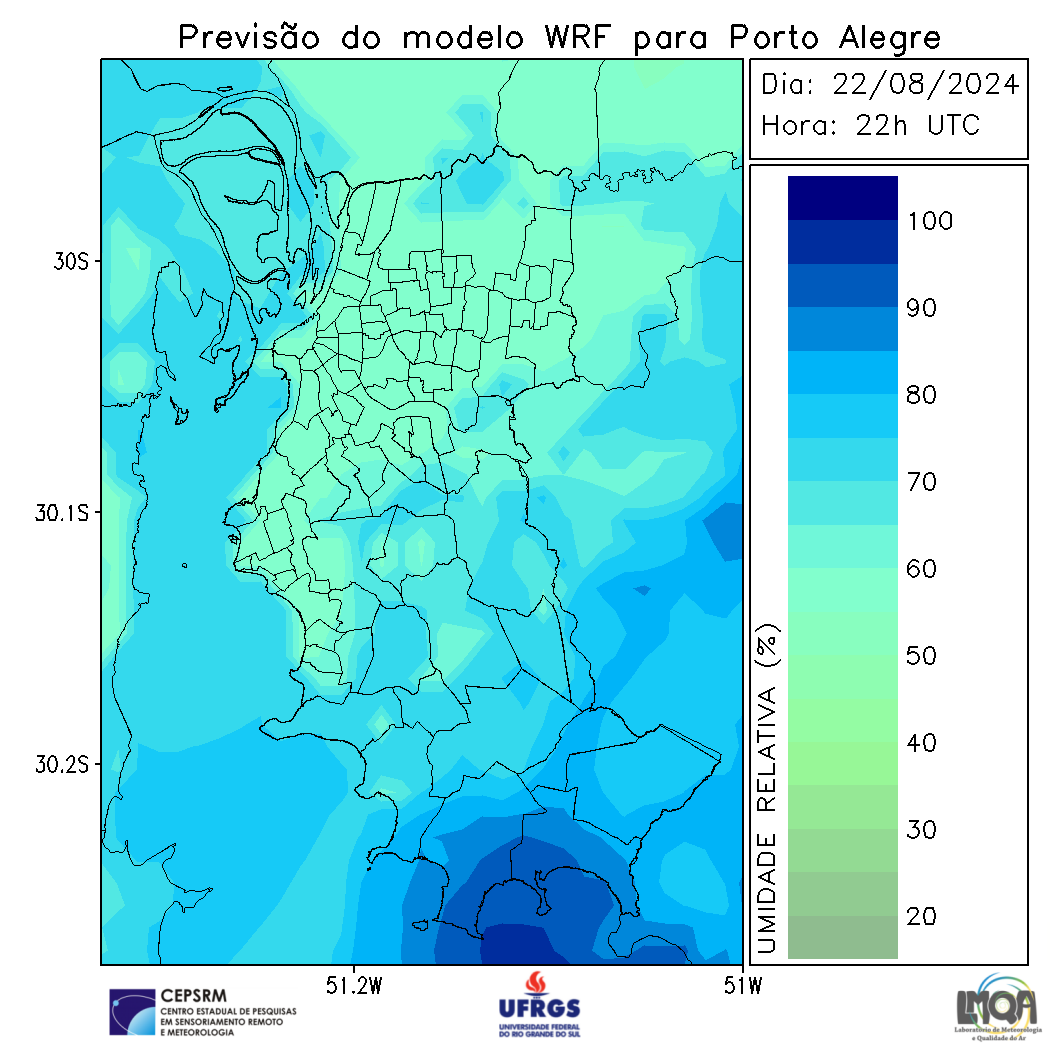 Previsão do modelo WRF para Porto Alegre
Dia: 22/08/2024
Hora: 22h UTC
30S
30.1S
30.2S
51.2W
51W
UMIDADE RELATIVA (%)
100
90
80
70
60
50
40
30
20
CEPSRM
CENTRO ESTADUAL DE PESQUISAS
EM SENSORIAMENTO REMOTO
E METEOROLOGIA
UFRGS
UNIVERSIDADE FEDERAL
DO RIO GRANDE DO SUL
LMQA
Laboratório de Meteorologia
e Qualidade do Ar